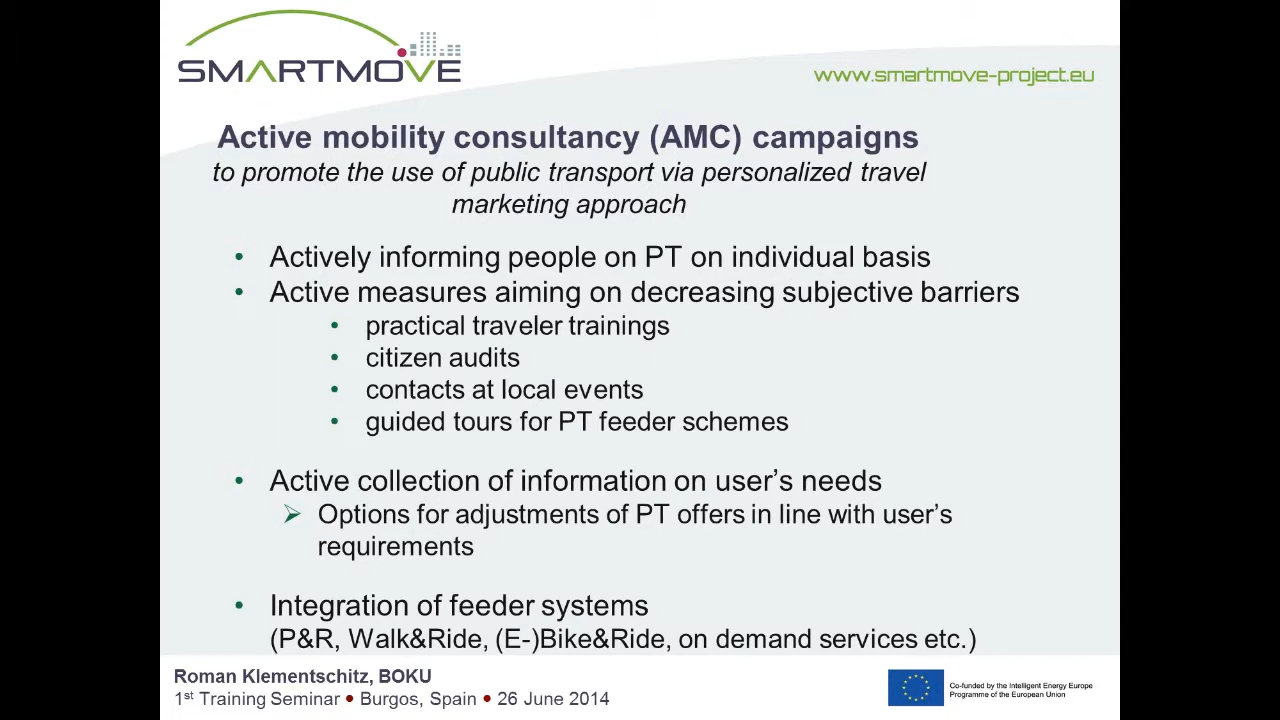 SMARTMOVE
www.smartmove-project.eu
Active mobility consultancy (AMC) campaigns
to promote the use of public transport via personalized travel
marketing approach
• Actively informing people on PT on individual basis
• Active measures aiming on decreasing subjective barriers
• practical traveler trainings
• citizen audits
• contacts at local events
• guided tours for PT feeder schemes
• Active collection of information on user’s needs
➢ Options for adjustments of PT offers in line with user’s
requirements
• Integration of feeder systems
(P&R, Walk&Ride, (E-)Bike&Ride, on demand services etc.)
Roman Klementschitz, BOKU
1st Training Seminar • Burgos, Spain • 26 June 2014
Co-funded by the Intelligent Energy Europe
Programme of the European Union